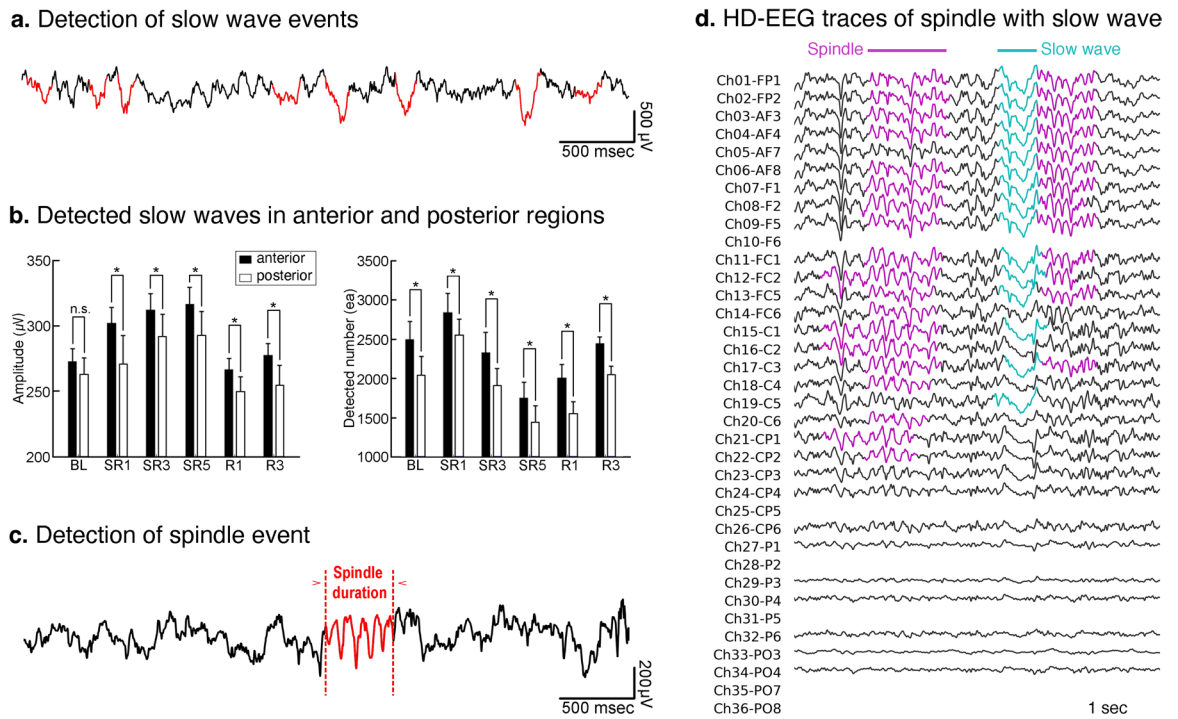 a. Detection of slow wave events
500 µV
500 msec
b. Detected slow waves in anterior and posterior regions
anterior
posterior
Amplitude (µV)
350
300
250
200
n.s.
*
*
*
*
*
BL SR1 SR3 SR5 R1 R3
Detected number (ea)
3500
3000
2500
2000
1500
1000
*
*
*
*
*
*
BL SR1 SR3 SR5 R1 R3
c. Detection of spindle event
Spindle
duration
200 µV
500 msec
d. HD-EEG traces of spindle with slow wave
Spindle
Slow wave
Ch01-FP1
Ch02-FP2
Ch03-AF3
Ch04-AF4
Ch05-AF7
Ch06-AF8
Ch07-F1
Ch08-F2
Ch09-F5
Ch10-F6
Ch11-FC1
Ch12-FC2
Ch13-FC5
Ch14-FC6
Ch15-C1
Ch16-C2
Ch17-C3
Ch18-C4
Ch19-C5
Ch20-C6
Ch21-CP1
Ch22-CP2
Ch23-CP3
Ch24-CP4
Ch25-CP5
Ch26-CP6
Ch27-P1
Ch28-P2
Ch29-P3
Ch30-P4
Ch31-P5
Ch32-P6
Ch33-PO3
Ch34-PO4
Ch35-PO7
Ch36-PO8
1 sec